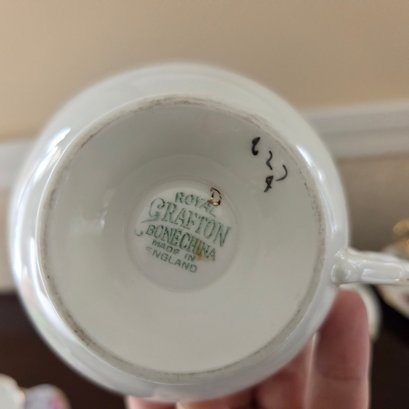 ROYAL
GRAFTON
BONE CHINA
MADE IN
ENGLAND